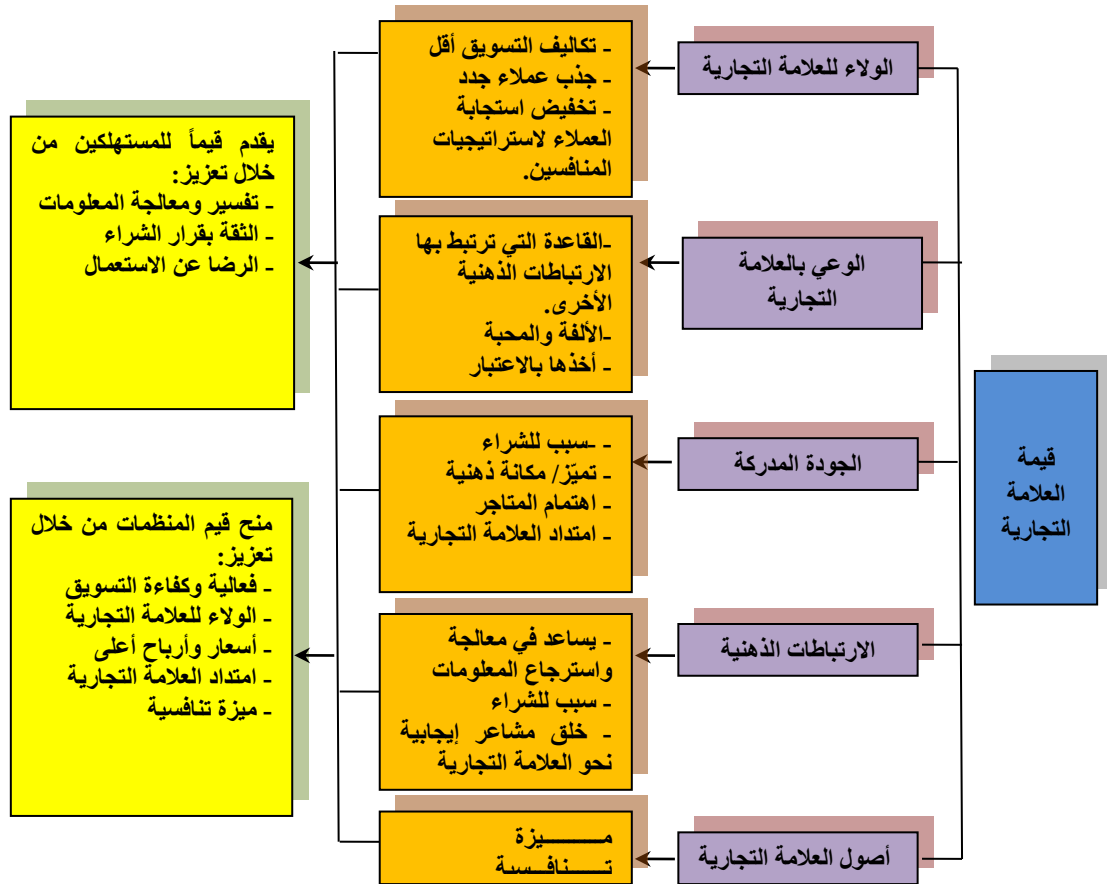 قيمة
العلامة
التجارية
الولاء للعلامة التجارية
- تكاليف التسويق أقل
- جذب عملاء جدد
- تخفيض استجابة
العملاء لاستراتيجيات
المنافسين.
الوعي بالعلامة
التجارية
-القاعدة التي ترتبط بها
الارتباطات الذهنية
الأخرى.
-الألفة والمحبة
- أخذها بالاعتبار
الجودة المدركة
- -سبب للشراء
- تميّز/ مكانة ذهنية
- اهتمام المتاجر
- امتداد العلامة التجارية
الارتباطات الذهنية
- يساعد في معالجة
واسترجاع المعلومات
- سبب للشراء
- خلق مشاعر إيجابية
نحو العلامة التجارية
أصول العلامة التجارية
مـــــــيزة
تـــــنافـــسية
يقدم قيماً للمستهلكين من
خلال تعزيز:
- تفسير ومعالجة المعلومات
- الثقة بقرار الشراء
- الرضا عن الاستعمال
منح قيم المنظمات من خلال
تعزيز:
- فعالية وكفاءة التسويق
- الولاء للعلامة التجارية
- أسعار وأرباح أعلى
- امتداد العلامة التجارية
- ميزة تنافسية